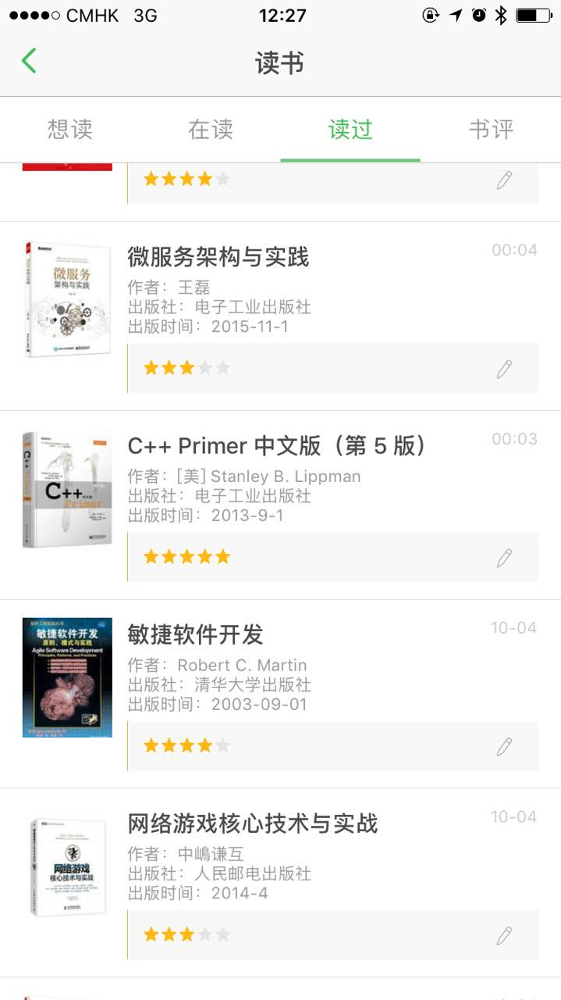 CMHK 3G 12:27
读书
想读 在读 读过 书评
微服务
架构与实践
微服务架构与实践 00:04
作者：王磊
出版社：电子工业出版社
出版时间：2015-11-1
C++
C++
Primer
C++ Primer 中文版（第 5 版） 00:03
作者：[美] Stanley B. Lippman
出版社：电子工业出版社
出版时间：2013-9-1
敏捷软件开发
原则、模式与实践
Agile Software Development
Principles, Patterns, and Practices
敏捷软件开发 10-04
作者：Robert C. Martin
出版社：清华大学出版社
出版时间：2003-09-01
网络游戏
核心技术与实战
网络游戏核心技术与实战 10-04
作者：中嶋谦互
出版社：人民邮电出版社
出版时间：2014-4